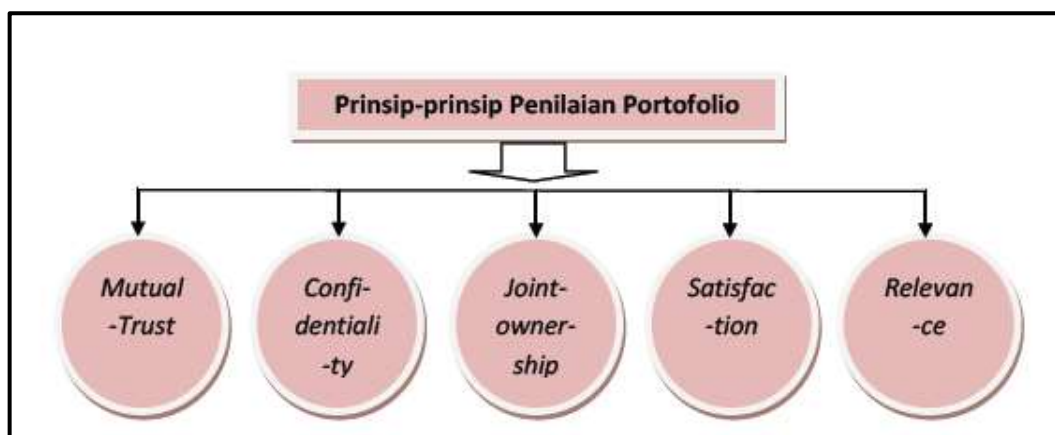 Prinsip-prinsip Penilaian Portofolio
Mutual
-Trust
Confi-
dentiali
-ty
Joint-
owner-
ship
Satisfac
-tion
Relevan
-ce